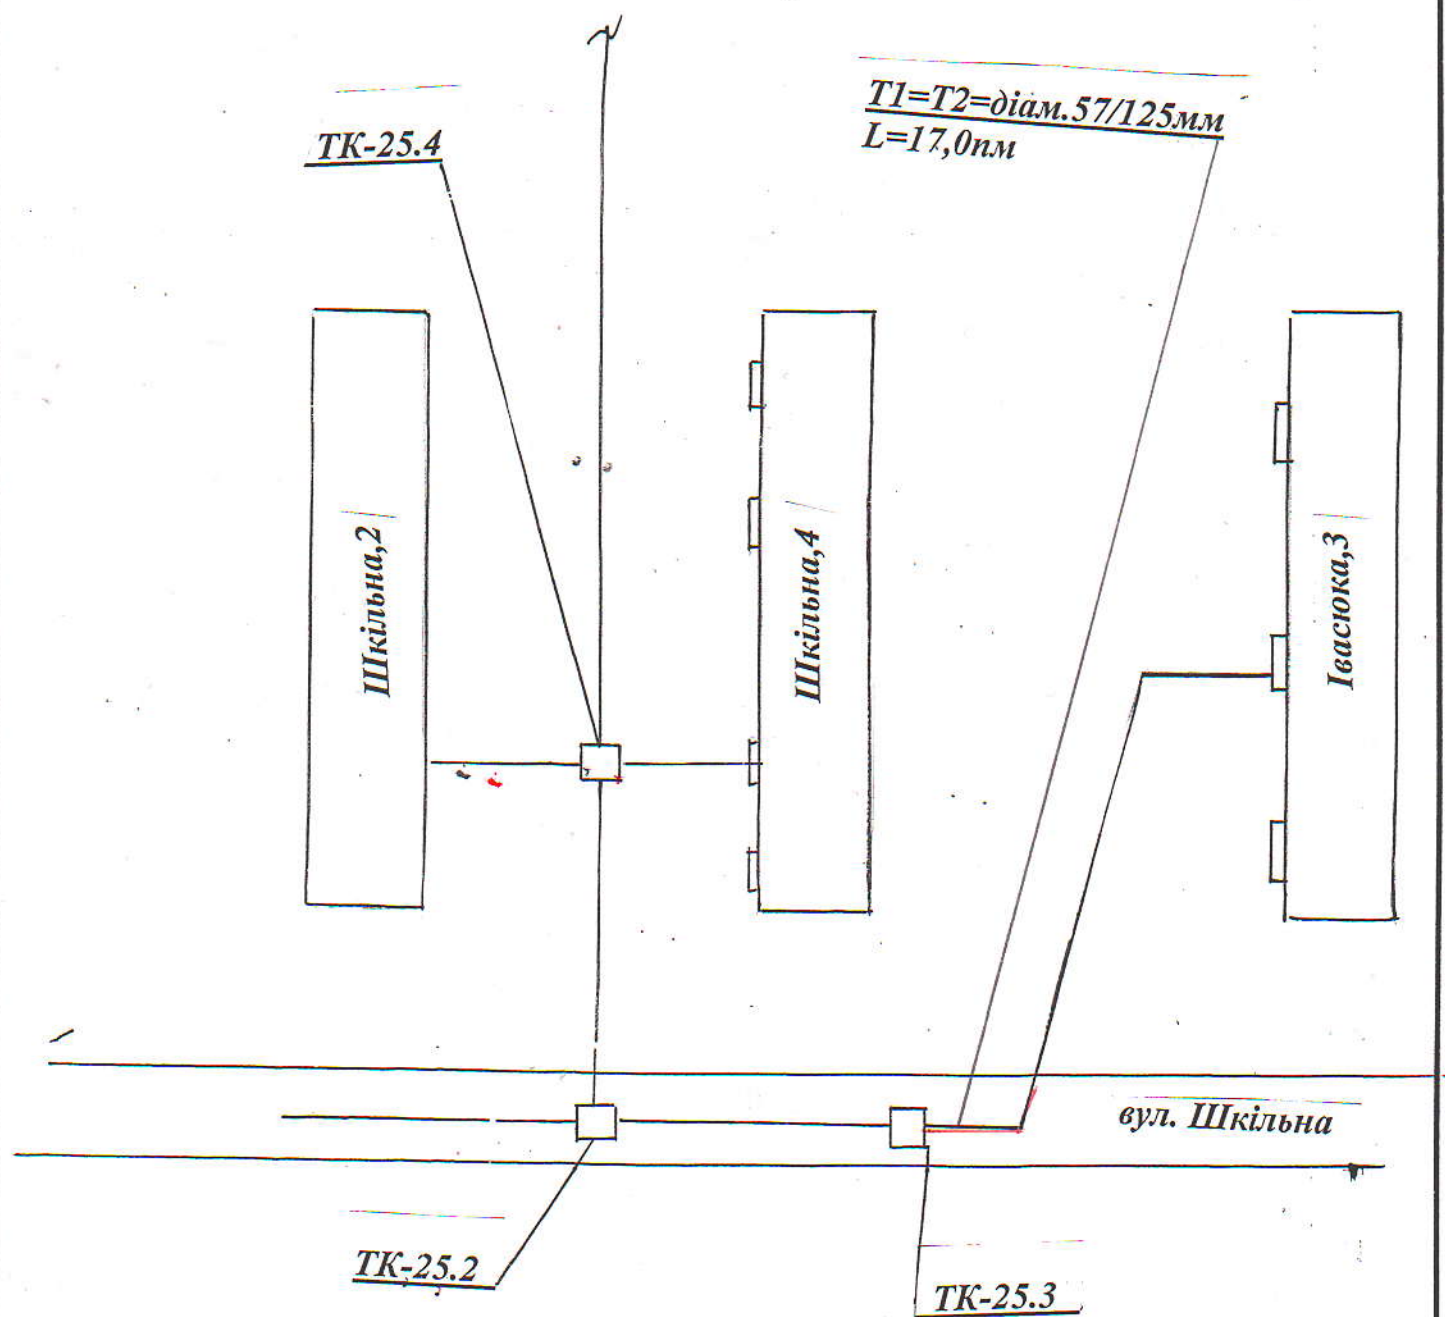 Т1=Т2=діам.57/125мм
L=17,0пм
ТК-25.4
Шкільна,2
Шкільна,4
Івасюка,3
вул. Шкільна
ТК-25.2
ТК-25.3